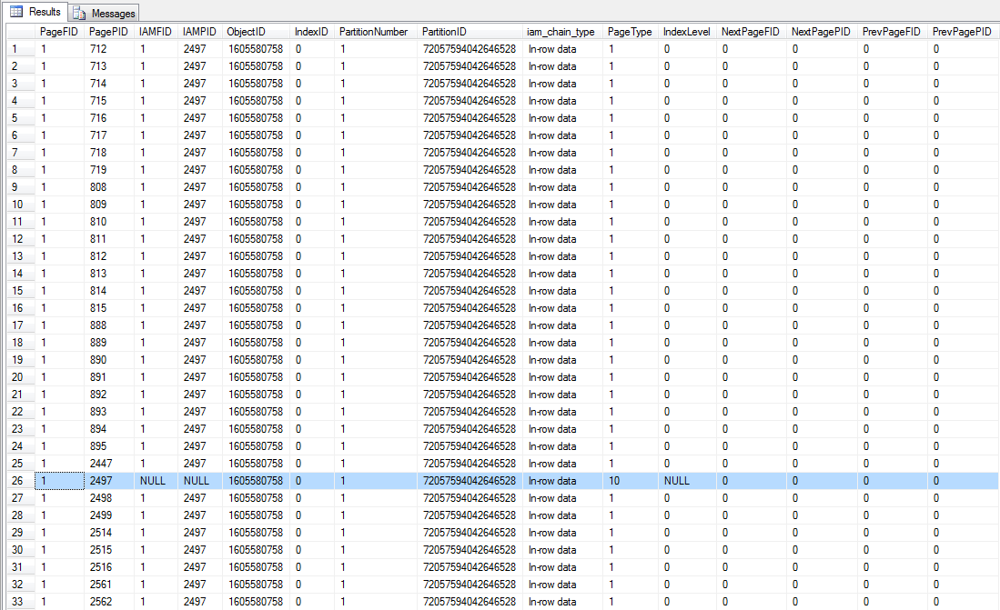 Results Messages
PageFID PagePID IAMFID IAMPID ObjectID IndexID PartitionNumber PartitionID iam_chain_type PageType IndexLevel NextPageFID NextPagePID PrevPageFID PrevPagePID
1 1 712 1 2497 1605580758 0 1 72057594042646528 In-row data 1 0 0 0 0 0
2 1 713 1 2497 1605580758 0 1 72057594042646528 In-row data 1 0 0 0 0 0
3 1 714 1 2497 1605580758 0 1 72057594042646528 In-row data 1 0 0 0 0 0
4 1 715 1 2497 1605580758 0 1 72057594042646528 In-row data 1 0 0 0 0 0
5 1 716 1 2497 1605580758 0 1 72057594042646528 In-row data 1 0 0 0 0 0
6 1 717 1 2497 1605580758 0 1 72057594042646528 In-row data 1 0 0 0 0 0
7 1 718 1 2497 1605580758 0 1 72057594042646528 In-row data 1 0 0 0 0 0
8 1 719 1 2497 1605580758 0 1 72057594042646528 In-row data 1 0 0 0 0 0
9 1 808 1 2497 1605580758 0 1 72057594042646528 In-row data 1 0 0 0 0 0
10 1 809 1 2497 1605580758 0 1 72057594042646528 In-row data 1 0 0 0 0 0
11 1 810 1 2497 1605580758 0 1 72057594042646528 In-row data 1 0 0 0 0 0
12 1 811 1 2497 1605580758 0 1 72057594042646528 In-row data 1 0 0 0 0 0
13 1 812 1 2497 1605580758 0 1 72057594042646528 In-row data 1 0 0 0 0 0
14 1 813 1 2497 1605580758 0 1 72057594042646528 In-row data 1 0 0 0 0 0
15 1 814 1 2497 1605580758 0 1 72057594042646528 In-row data 1 0 0 0 0 0
16 1 815 1 2497 1605580758 0 1 72057594042646528 In-row data 1 0 0 0 0 0
17 1 888 1 2497 1605580758 0 1 72057594042646528 In-row data 1 0 0 0 0 0
18 1 889 1 2497 1605580758 0 1 72057594042646528 In-row data 1 0 0 0 0 0
19 1 890 1 2497 1605580758 0 1 72057594042646528 In-row data 1 0 0 0 0 0
20 1 891 1 2497 1605580758 0 1 72057594042646528 In-row data 1 0 0 0 0 0
21 1 892 1 2497 1605580758 0 1 72057594042646528 In-row data 1 0 0 0 0 0
22 1 893 1 2497 1605580758 0 1 72057594042646528 In-row data 1 0 0 0 0 0
23 1 894 1 2497 1605580758 0 1 72057594042646528 In-row data 1 0 0 0 0 0
24 1 895 1 2497 1605580758 0 1 72057594042646528 In-row data 1 0 0 0 0 0
25 1 2447 1 2497 1605580758 0 1 72057594042646528 In-row data 1 0 0 0 0 0
26 1 2497 NULL NULL 1605580758 0 1 72057594042646528 In-row data 10 NULL 0 0 0 0
27 1 2498 1 2497 1605580758 0 1 72057594042646528 In-row data 1 0 0 0 0 0
28 1 2499 1 2497 1605580758 0 1 72057594042646528 In-row data 1 0 0 0 0 0
29 1 2514 1 2497 1605580758 0 1 72057594042646528 In-row data 1 0 0 0 0 0
30 1 2515 1 2497 1605580758 0 1 72057594042646528 In-row data 1 0 0 0 0 0
31 1 2516 1 2497 1605580758 0 1 72057594042646528 In-row data 1 0 0 0 0 0
32 1 2561 1 2497 1605580758 0 1 72057594042646528 In-row data 1 0 0 0 0 0
33 1 2562 1 2497 1605580758 0 1 72057594042646528 In-row data 1 0 0 0 0 0